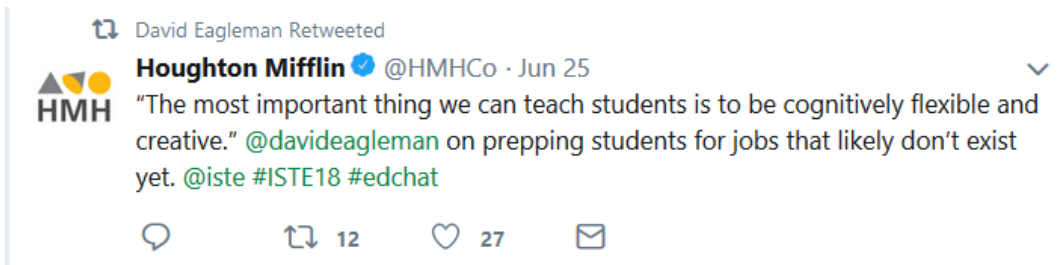 David Eagleman Retweeted
Houghton Mifflin @HMHCo · Jun 25
HMH
“The most important thing we can teach students is to be cognitively flexible and
creative.” @davideagleman on prepping students for jobs that likely don’t exist
yet. @iste #ISTE18 #edchat
12 27